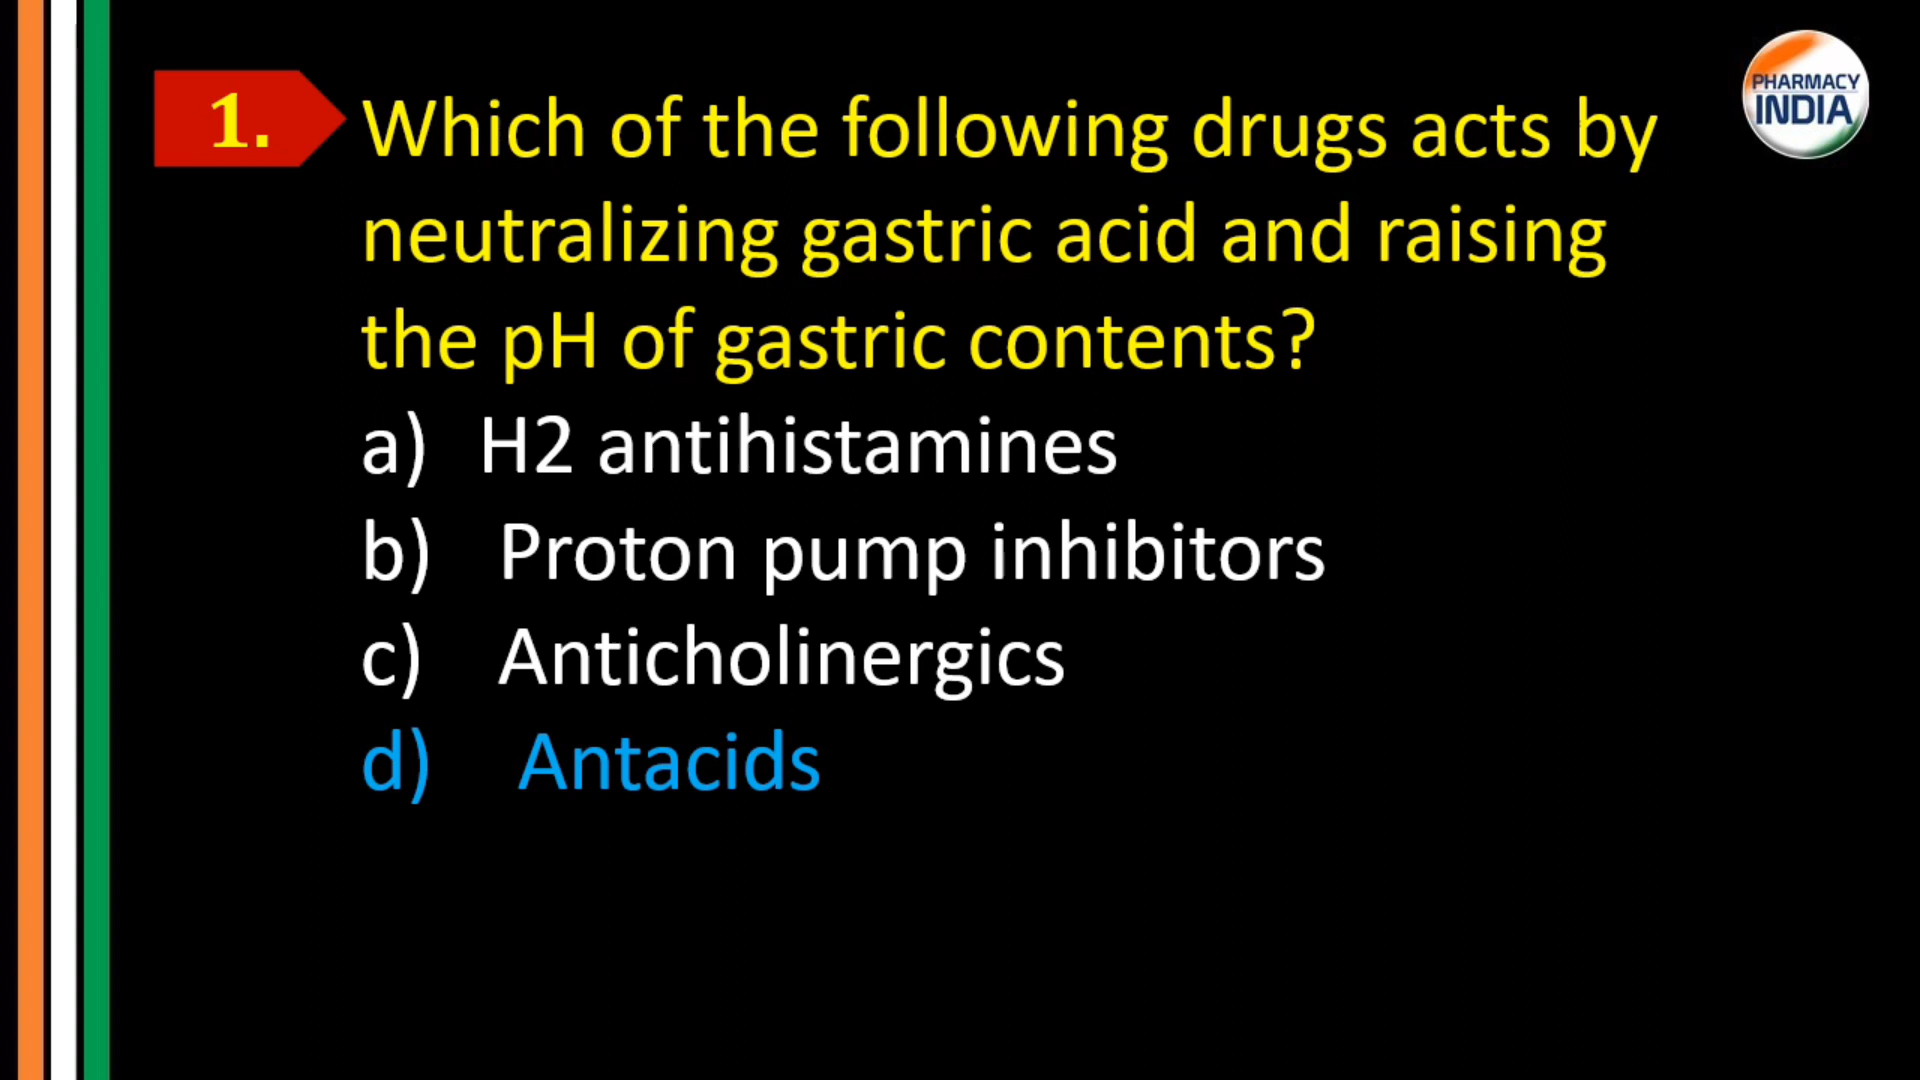 1. Which of the following drugs acts by
neutralizing gastric acid and raising
the pH of gastric contents?
a) H2 antihistamines
b) Proton pump inhibitors
c) Anticholinergics
d) Antacids
PHARMACY
INDIA